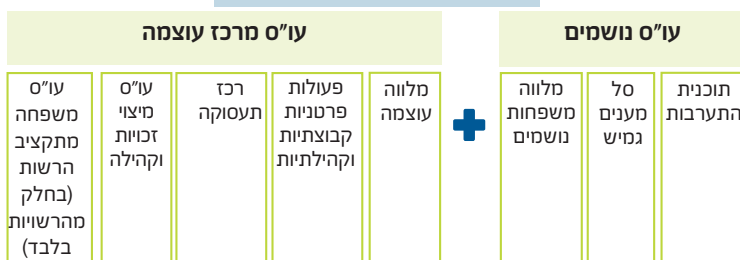 עו"ס נושמים
תוכנית
התערבות
סל
מענים
גמיש
מלווה
משפחות
נושמים
עו"ס מרכז עוצמה
מלווה
עוצמה
פעולות
פרטניות
קבוצתיות
וקהילתיות
רכז
תעסוקה
עו"ס
מיצוי
זכויות
וקהילה
עו"ס
משפחה
מתקציב
הרשות
(בחלק
מהרשויות
בלבד)